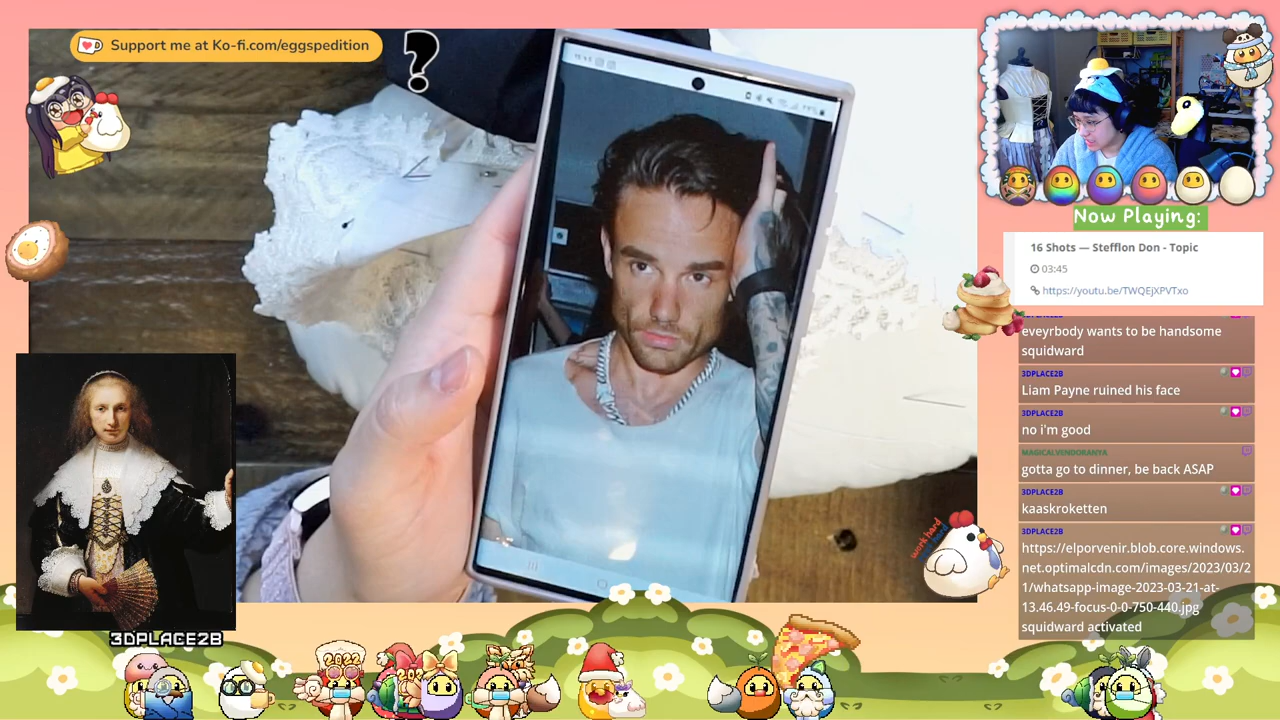 Support me at Ko-fi.com/eggspedition
?
Now Playing:
16 Shots — Stefflon Don - Topic
03:45
https://youtu.be/TWQEjXPVTxo
eveyrbody wants to be handsome
squidward
3DPLACE2B
Liam Payne ruined his face
3DPLACE2B
no i'm good
MAGICALVENDORANYA
gotta go to dinner, be back ASAP
3DPLACE2B
kaaskroketten
3DPLACE2B
https://elporvenir.blob.core.windows.
net.optimalcdn.com/images/2023/03/2
1/whatsapp-image-2023-03-21-at-
13.46.49-focus-0-0-750-440.jpg
squidward activated
work hard
3DPLACE2B
2022